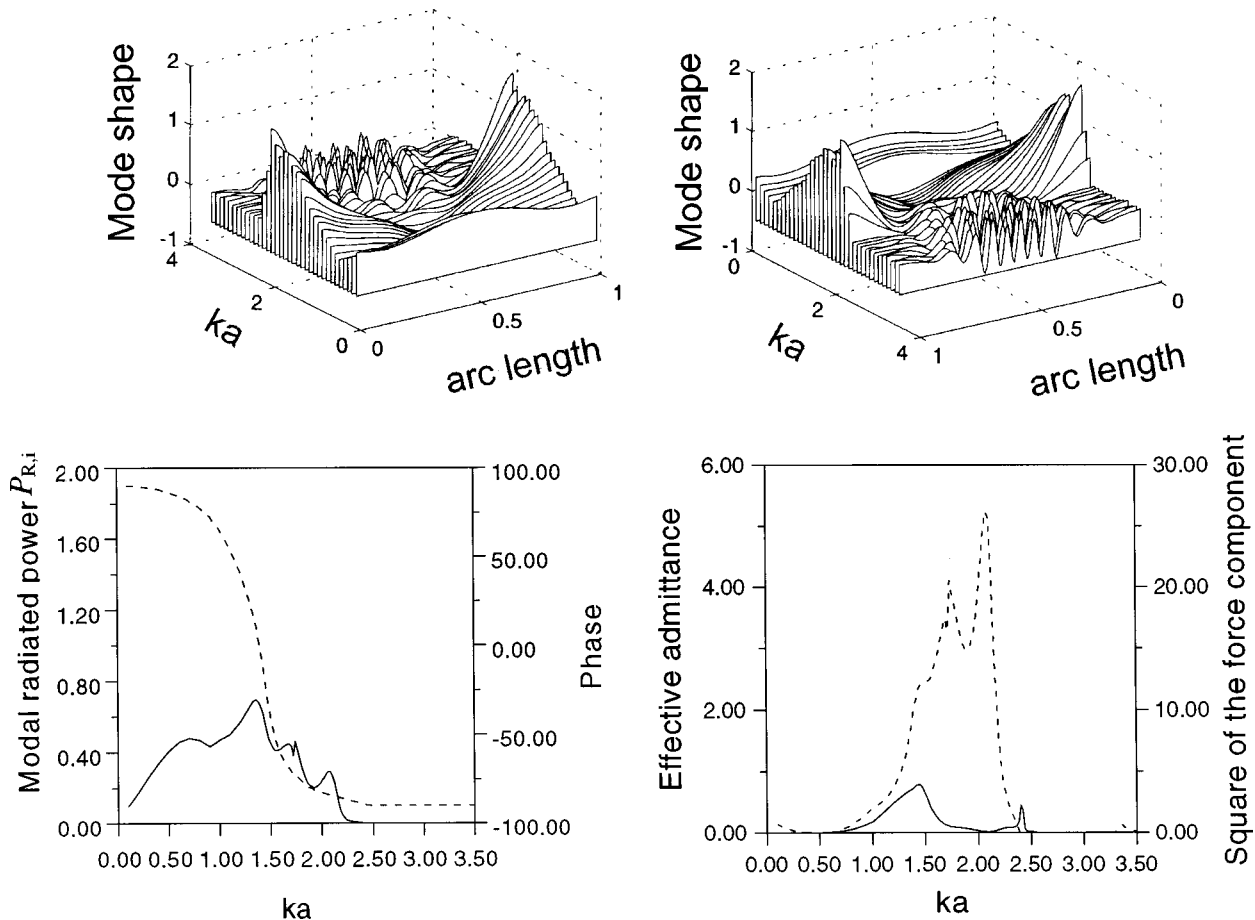 Mode shape
2
1
0
-1
4
2
0
ka
0
0.5
1
arc length
Mode shape
2
1
0
-1
0
2
4
ka
1
0.5
0
arc length
Modal radiated power P R,i
2.00
1.60
1.20
0.80
0.40
0.00
100.00
50.00
0.00
-50.00
-100.00
Phase
0.00 0.50 1.00 1.50 2.00 2.50 3.00 3.50
ka
Effective admittance
6.00
4.00
2.00
0.00
30.00
20.00
10.00
0.00
Square of the force component
0.00 0.50 1.00 1.50 2.00 2.50 3.00 3.50
ka